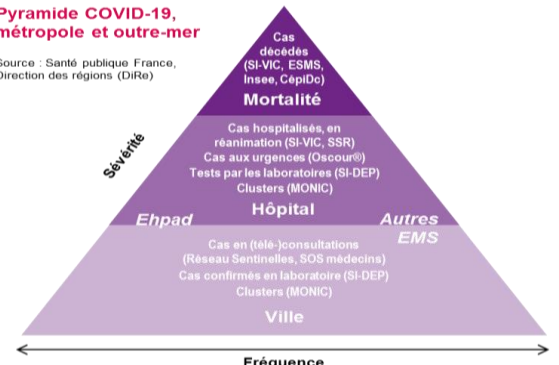 Pyramide COVID-19,
métropole et outre-mer
Source : Santé publique France,
Direction des régions (DiRe)
Cas
décédés
(SI-VIC, ESMS,
Insee, CépiDc)
Mortalité
Sévérité
Cas hospitalisés, en
réanimation (SI-VIC, SSR)
Cas aux urgences (Oscour®)
Tests par les laboratoires (SI-DEP)
Clusters (MONIC)
Hôpital
Ehpad
Autres
EMS
Cas en (télé-)consultations
(Réseau Sentinelles, SOS médecins)
Cas confirmés en laboratoire (SI-DEP)
Clusters (MONIC)
Ville
Fréquence